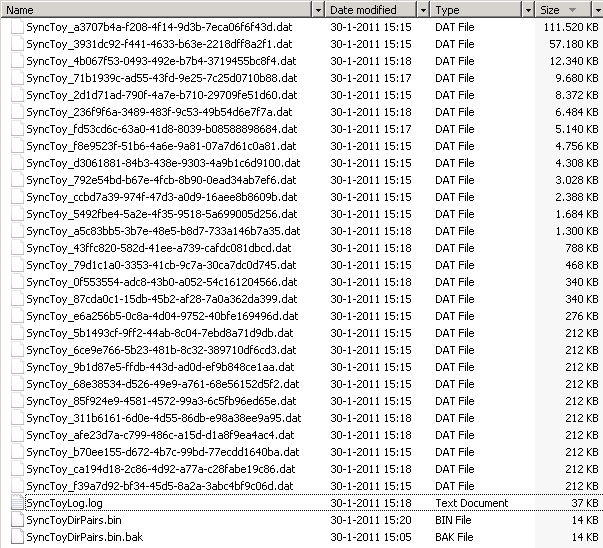 Name Date modified Type Size
SyncToy_a3707b4a-f208-4f14-9d3b-7eca06f6f43d.dat 30-1-2011 15:15 DAT File 111.520 KB
SyncToy_3931dc92-f441-4633-b63e-2218dff8a2f1.dat 30-1-2011 15:15 DAT File 57.180 KB
SyncToy_4b067f53-0493-492e-b7b4-3719455bc8f4.dat 30-1-2011 15:18 DAT File 12.340 KB
SyncToy_71b1939c-ad55-43fd-9e25-7c25d0710b88.dat 30-1-2011 15:17 DAT File 9.680 KB
SyncToy_2d1d71ad-790f-4a7e-b710-29709fe51d60.dat 30-1-2011 15:15 DAT File 8.372 KB
SyncToy_236f9f6a-3489-483f-9c53-49b54d6e7f7a.dat 30-1-2011 15:18 DAT File 6.484 KB
SyncToy_fd53cd6c-63a0-41d8-8039-b08588898684.dat 30-1-2011 15:17 DAT File 5.140 KB
SyncToy_f8e9523f-51b6-4a6e-9a81-07a7d61c0a81.dat 30-1-2011 15:15 DAT File 4.756 KB
SyncToy_d3061881-84b3-438e-9303-4a9b1c6d9100.dat 30-1-2011 15:15 DAT File 4.308 KB
SyncToy_792e54bd-b67e-4fcb-8b90-0ead34ab7ef6.dat 30-1-2011 15:15 DAT File 3.028 KB
SyncToy_ccbd7a39-974f-47d3-a0d9-16aee8b8609b.dat 30-1-2011 15:15 DAT File 2.388 KB
SyncToy_5492fbe4-5a2e-4f35-9518-5a699005d256.dat 30-1-2011 15:15 DAT File 1.684 KB
SyncToy_a5c83bb5-3b7e-48e5-b8d7-733a146b7a35.dat 30-1-2011 15:18 DAT File 1.300 KB
SyncToy_43ffc820-582d-41ee-a739-cafdc081dbcd.dat 30-1-2011 15:18 DAT File 788 KB
SyncToy_79d1c1a0-3353-41cb-9c7a-30ca7dc0d745.dat 30-1-2011 15:15 DAT File 468 KB
SyncToy_0f553554-adc8-43b0-a052-54c161204566.dat 30-1-2011 15:18 DAT File 340 KB
SyncToy_87cda0c1-15db-45b2-af28-7a0a362da399.dat 30-1-2011 15:15 DAT File 340 KB
SyncToy_e6a256b5-0c8a-4d04-9752-40bfe169496d.dat 30-1-2011 15:15 DAT File 276 KB
SyncToy_5b1493cf-9ff2-44ab-8c04-7ebd8a71d9db.dat 30-1-2011 15:15 DAT File 212 KB
SyncToy_6ce9e766-5b23-481b-8c32-389710df6cd3.dat 30-1-2011 15:15 DAT File 212 KB
SyncToy_9b1d87e5-ffdb-443d-ad0d-ef9b848ce1aa.dat 30-1-2011 15:15 DAT File 212 KB
SyncToy_68e38534-d526-49e9-a761-68e56152d5f2.dat 30-1-2011 15:15 DAT File 212 KB
SyncToy_85f924e9-4581-4572-99a3-6c5fb96ed65e.dat 30-1-2011 15:15 DAT File 212 KB
SyncToy_311b6161-6d0e-4d55-86db-e98a38ee9a95.dat 30-1-2011 15:18 DAT File 212 KB
SyncToy_afe23d7a-c799-486c-a15d-d1a8f9ea4ac4.dat 30-1-2011 15:18 DAT File 212 KB
SyncToy_b70ee155-d672-4b7c-99bd-77ecdd1640ba.dat 30-1-2011 15:15 DAT File 212 KB
SyncToy_ca194d18-2c86-4d92-a77a-c28fabe19c86.dat 30-1-2011 15:18 DAT File 212 KB
SyncToy_f39a7d92-bf34-45d5-8a2a-3abc4bf9c06d.dat 30-1-2011 15:15 DAT File 212 KB
SyncToyLog.log 30-1-2011 15:18 Text Document 37 KB
SyncToyDirPairs.bin 30-1-2011 15:20 BIN File 14 KB
SyncToyDirPairs.bin.bak 30-1-2011 15:05 BAK File 14 KB